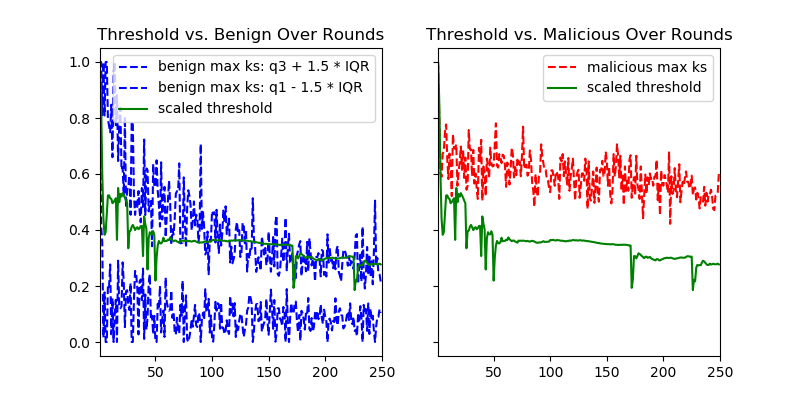 Threshold vs. Benign Over Rounds
benign max ks: q3 + 1.5 * IQR
benign max ks: q1 - 1.5 * IQR
scaled threshold
1.0
0.8
0.6
0.4
0.2
0.0
50 100 150 200 250
Threshold vs. Malicious Over Rounds
malicious max ks
scaled threshold
50 100 150 200 250